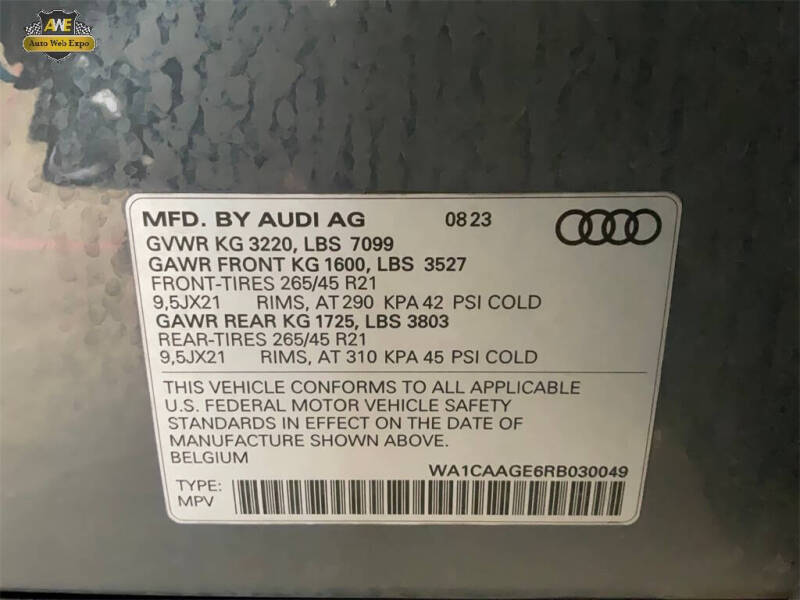 AWE
Auto Web Expo
MFD. BY AUDI AG 0823
GVWR KG 3220, LBS 7099
GAWR FRONT KG 1600, LBS 3527
FRONT-TIRES 265/45 R21
9,5JX21 RIMS, AT 290 KPA 42 PSI COLD
GAWR REAR KG 1725, LBS 3803
REAR-TIRES 265/45 R21
9,5JX21 RIMS, AT 310 KPA 45 PSI COLD
THIS VEHICLE CONFORMS TO ALL APPLICABLE
U.S. FEDERAL MOTOR VEHICLE SAFETY
STANDARDS IN EFFECT ON THE DATE OF
MANUFACTURE SHOWN ABOVE.
BELGIUM
WA1CAAGE6RB030049
TYPE:
MPV